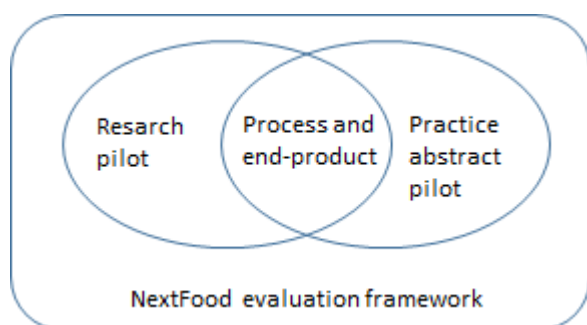 Resarch
pilot
Process and
end-product
Practice
abstract
pilot
NextFood evaluation framework